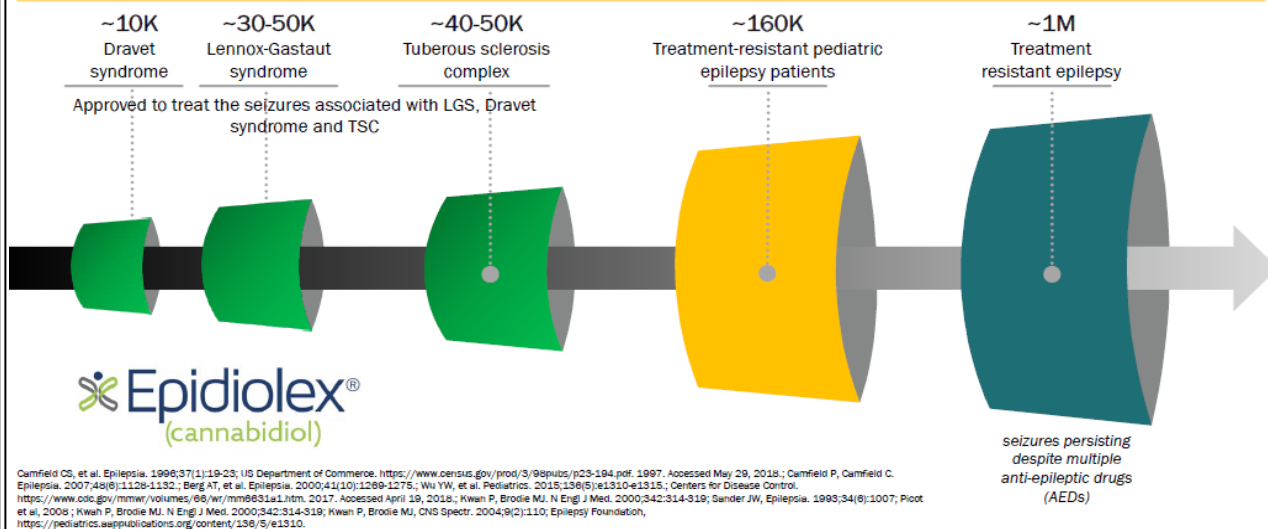 ~10K
Dravet
syndrome
~30-50K
Lennox-Gastaut
syndrome
~40-50K
Tuberous sclerosis
complex
~160K
Treatment-resistant pediatric
epilepsy patients
~1M
Treatment
resistant epilepsy
Approved to treat the seizures associated with LGS, Dravet
syndrome and TSC
Epidiolex®
(cannabidiol)
seizures persisting
despite multiple
anti-epileptic drugs
(AEDs)
Camfield CS, et al. Epilepsia. 1996;37(1):19-23; US Department of Commerce. https://www.census.gov/prod/3/98pubs/p23-194.pdf. 1997. Accessed May 29, 2018.; Camfield P, Camfield C.
Epilepsia. 2007;48(6):1128-1132.; Berg AT, et al. Epilepsia. 2000;41(10):1269-1275.; Wu YW, et al. Pediatrics. 2015;136(5):e1310-e1315.; Centers for Disease Control.
https://www.cdc.gov/mmwr/volumes/66/wr/mm6631a1.htm. 2017. Accessed April 19, 2018.; Kwan P, Brodie MJ. N Engl J Med. 2000;342:314-319; Sander JW, Epilepsia. 1993;34(6):1007; Picot
et al, 2008 ; Kwah P, Brodie MJ. N Engl J Med. 2000;342:314-319; Kwan P, Brodie MJ, CNS Spectr. 2004;9(2):110; Epilepsy Foundation,
https://pediatrics.aappublications.org/content/136/5/e1310.